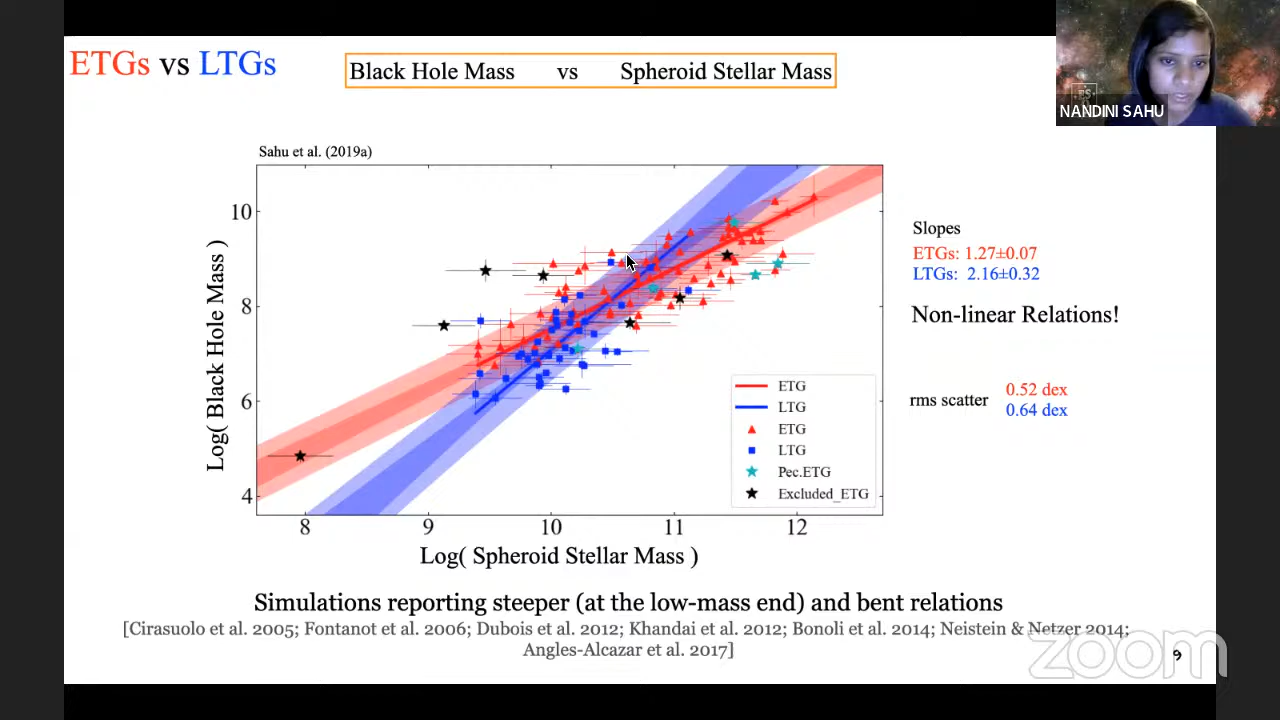 ETGs vs LTGs
Black Hole Mass vs Spheroid Stellar Mass
NANDINI SAHU
Sahu et al. (2019a)
Log( Black Hole Mass )
10
8
6
4
8 9 10 11 12
Log( Spheroid Stellar Mass )
ETG
LTG
ETG
LTG
Pec.ETG
Excluded_ETG
Slopes
ETGs: 1.27±0.07
LTGs: 2.16±0.32
Non-linear Relations!
rms scatter
0.52 dex
0.64 dex
Simulations reporting steeper (at the low-mass end) and bent relations
[Cirasuolo et al. 2005; Fontanot et al. 2006; Dubois et al. 2012; Khandai et al. 2012; Bonoli et al. 2014; Neistein & Netzer 2014;
Angles-Alcazar et al. 2017]
zoom
9